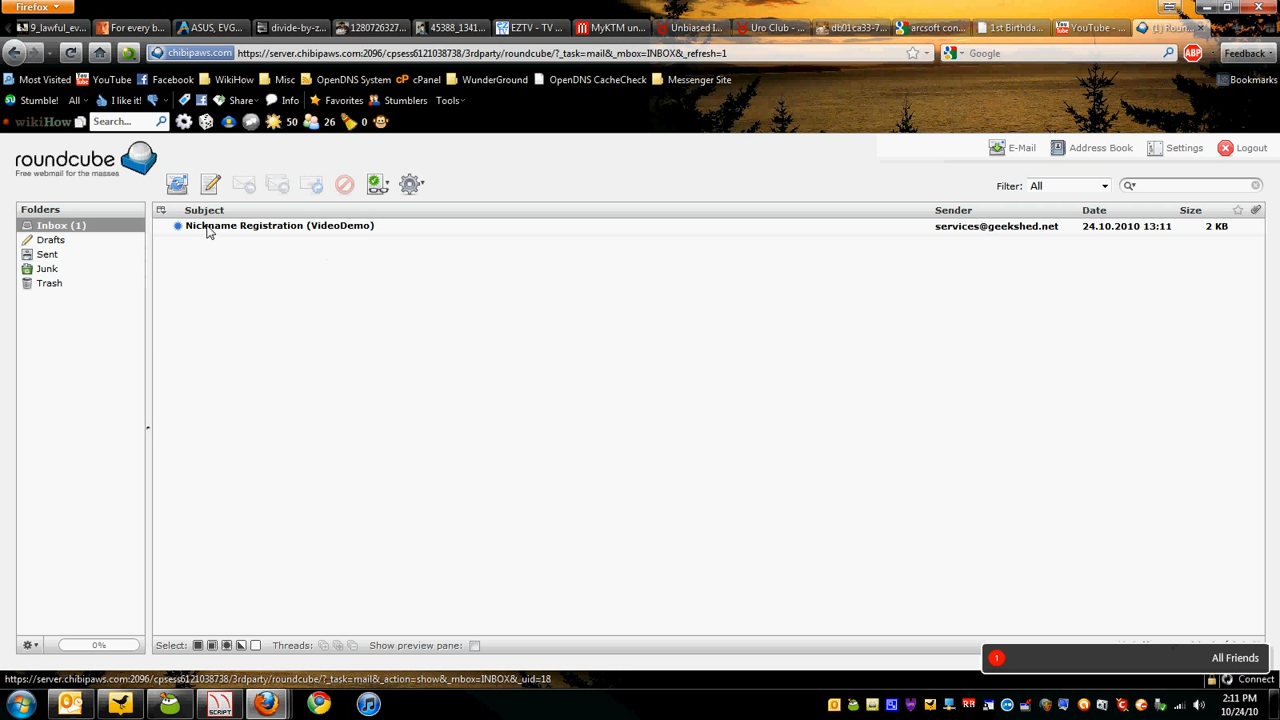 Firefox
9_lawful_ev...
For every b...
ASUS, EVG...
divide-by-z...
1280726327...
45388_1341...
EZTV - TV ...
MyKTM ...
Unbiased I...
Uro Club - ...
db01ca33-7...
arcsoft con...
1st Birthda...
YouTube - ...
chibipaws.com https://server.chibipaws.com:2096/cpsess6121038738/3rdparty/roundcube/?_task=mail&_mbox=INBOX&_refresh=1
Google
ABP
Feedback
Most Visited YouTube Facebook WikiHow Misc OpenDNS System cPanel WunderGround OpenDNS CacheCheck Messenger Site
Bookmarks
Stumble! All I like it! Share Info Favorites Stumblers Tools
wikiHow Search... 50 26 0
roundcube
Free webmail for the masses
E-Mail Address Book Settings Logout
Filter: All
Folders
Subject Sender Date Size
Inbox (1)
Nickname Registration (VideoDemo) services@geekshed.net 24.10.2010 13:11 2 KB
Drafts
Sent
Junk
Trash
0%
Select: Threads: Show preview pane:
1 All Friends
https://server.chibipaws.com:2096/cpsess6121038738/3rdparty/roundcube/?_task=mail&_action=show&_mbox=INBOX&_uid=18
Connect
SCRIPT
2:11 PM
10/24/10